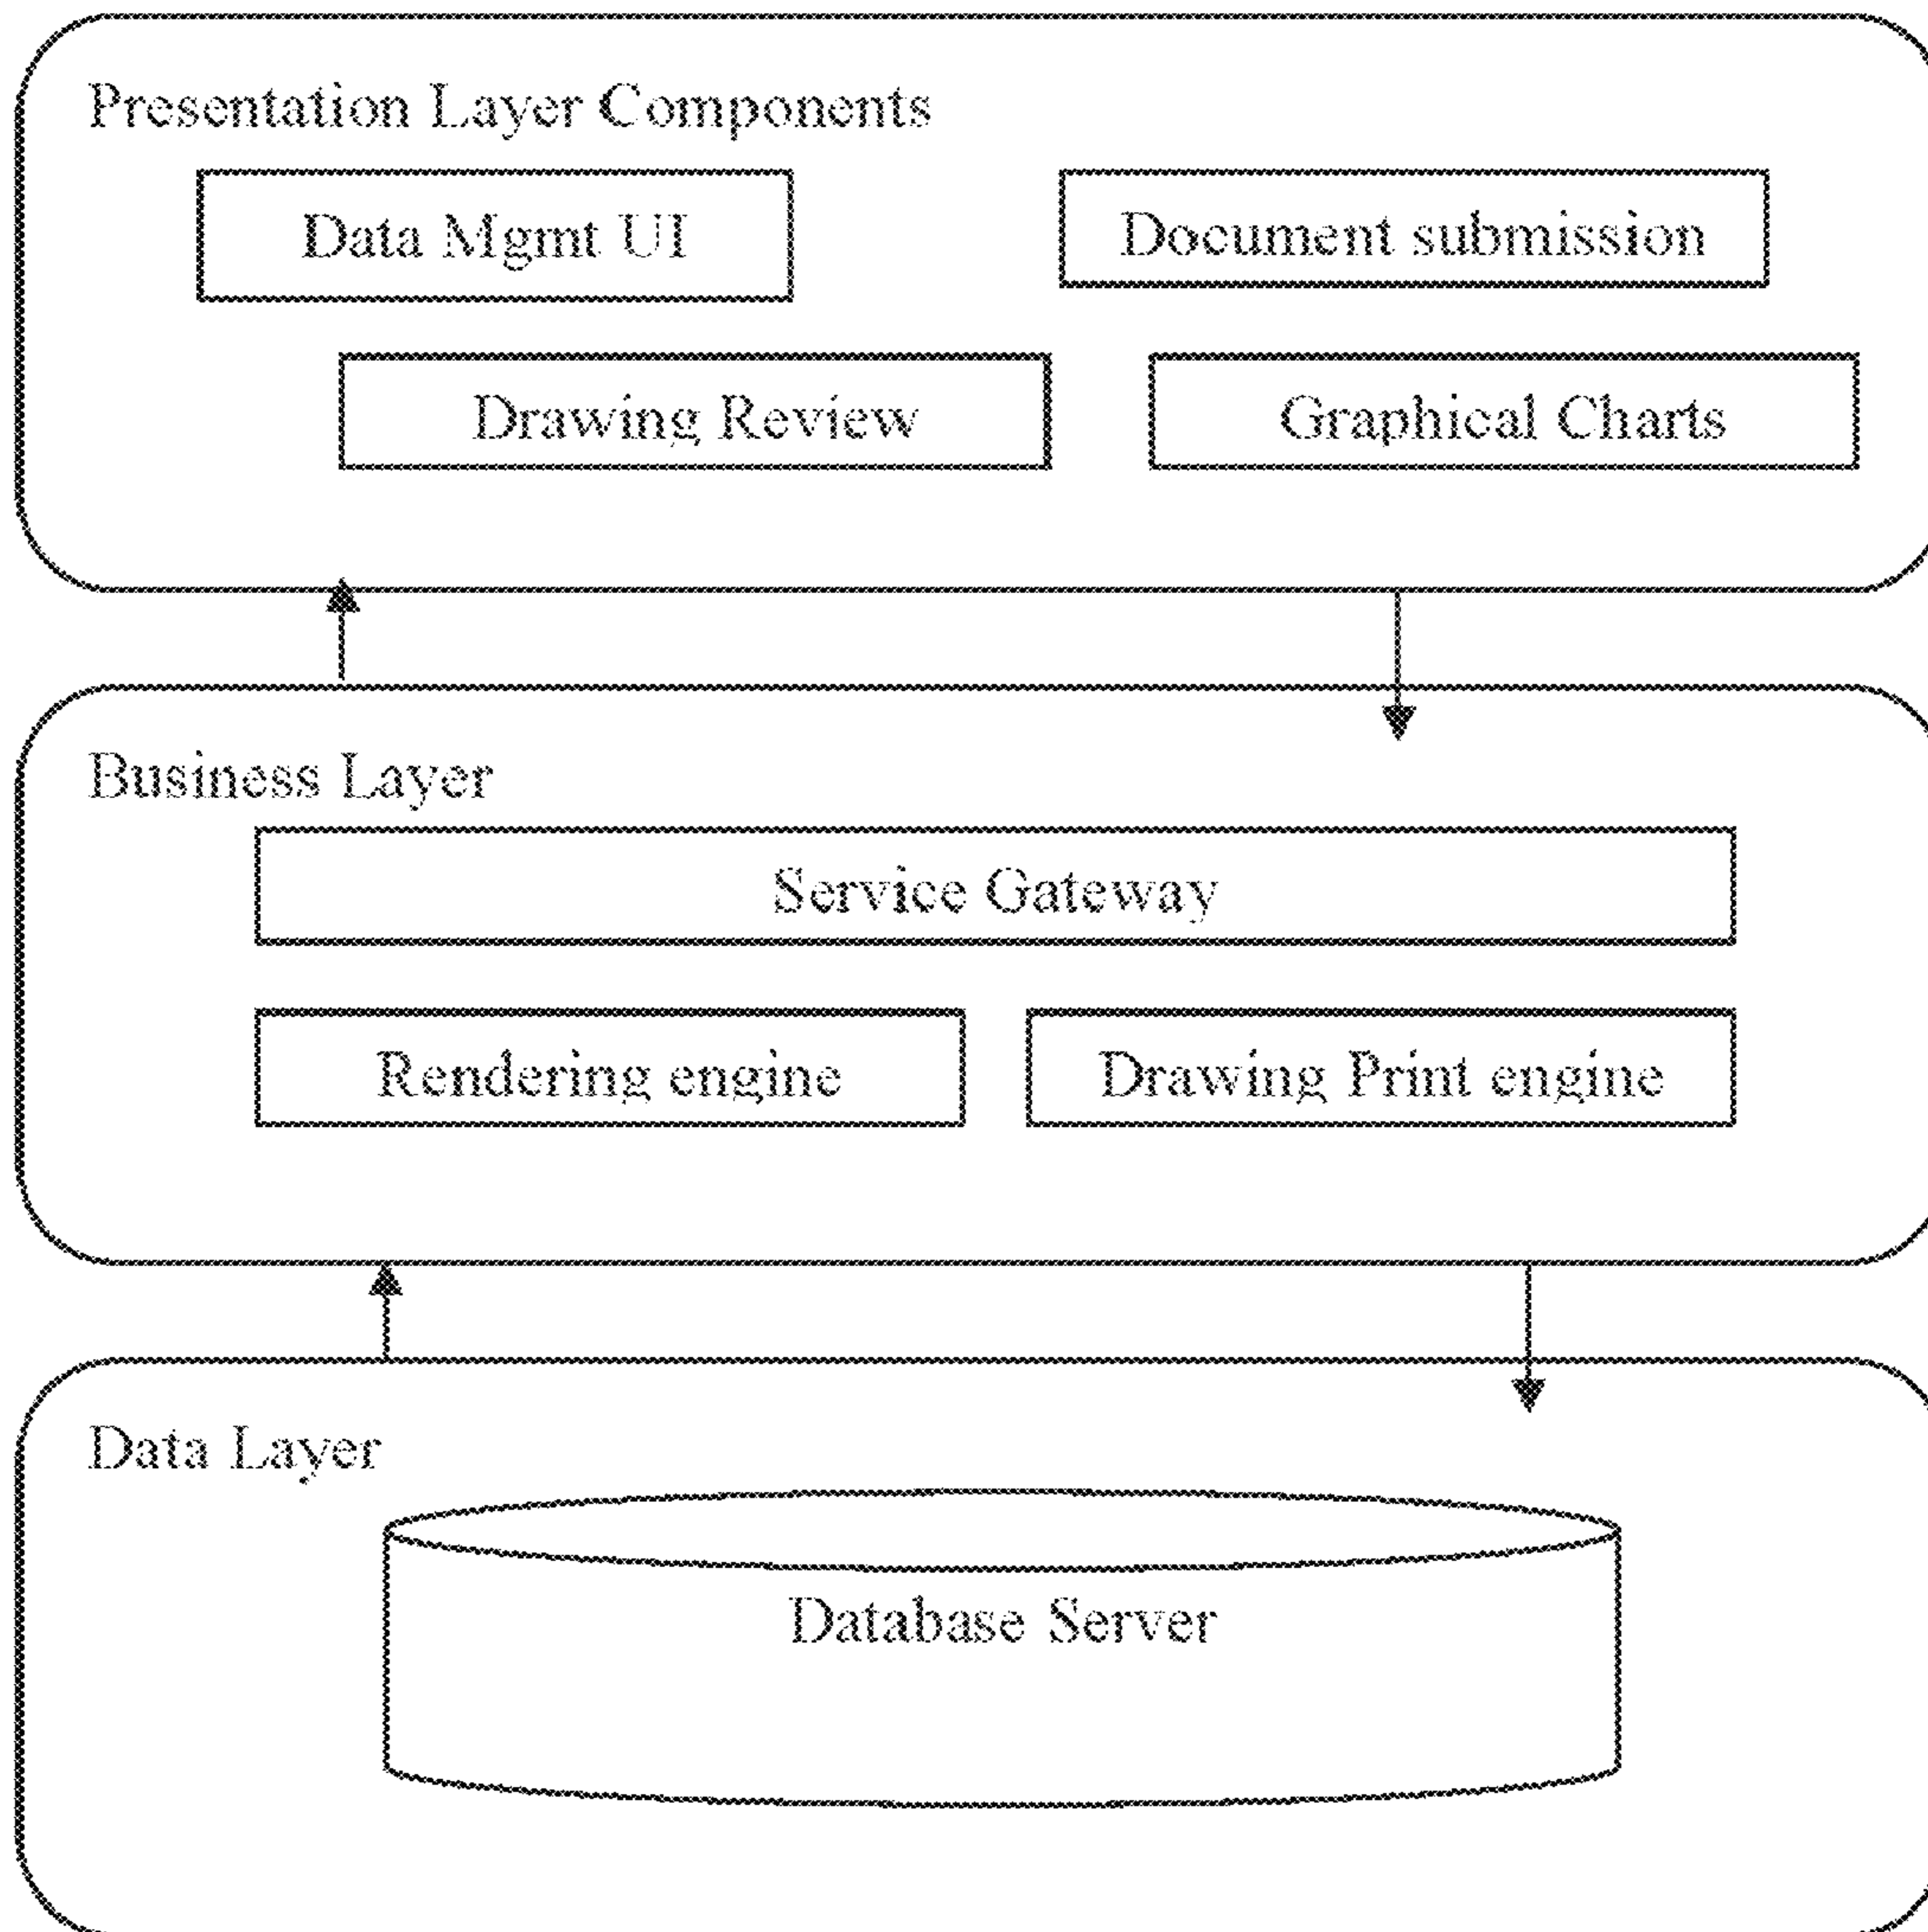 Presentation Layer Components
Data Mgmt UI
Document submission
Drawing Review
Graphical Charts
Business Layer
Service Gateway
Rendering engine
Drawing Print engine
Data Layer
Database Server